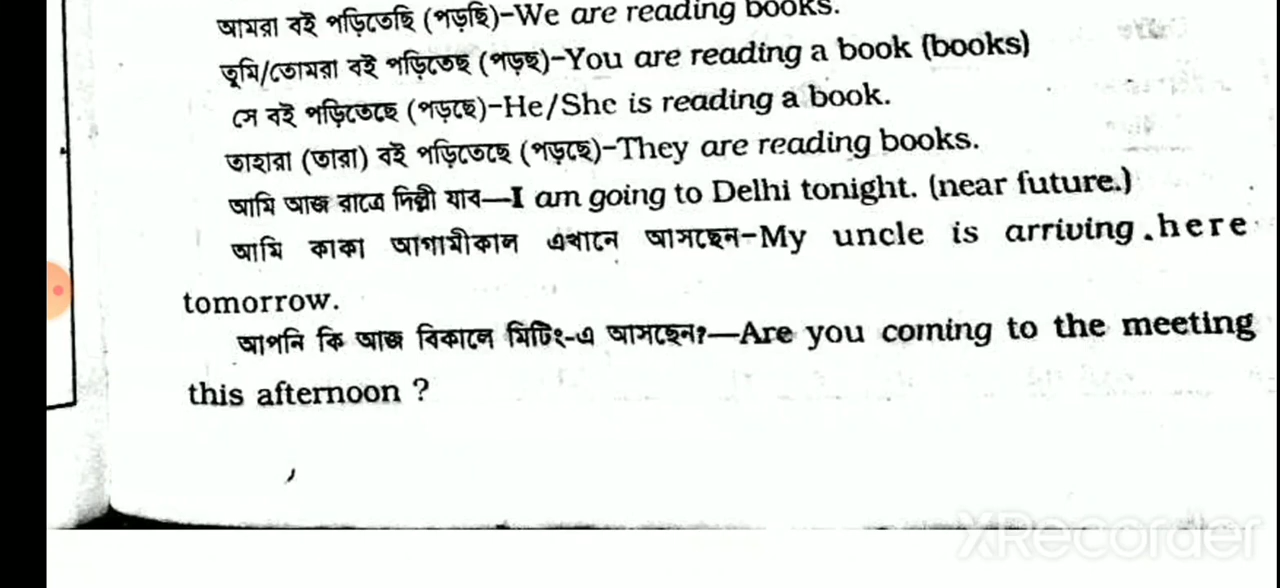 আমরা বই পড়িতেছি (পড়ছি)-We are reading books.
তুমি/তোমরা বই পড়িতেছ (পড়ছ)-You are reading a book (books)
সে বই পড়িতেছে (পড়ছে)-He/She is reading a book.
তাহারা (তারা) বই পড়িতেছে (পড়ছে)-They are reading books.
আমি আজ রাত্রে দিল্লী যাব—I am going to Delhi tonight. (near future.)
আমি কাকা আগামীকাল এখানে আসছেন-My uncle is arriving here
tomorrow.
আপনি কি আজ বিকালে মিটিং-এ আসছেন?—Are you coming to the meeting
this afternoon ?
XRecorder